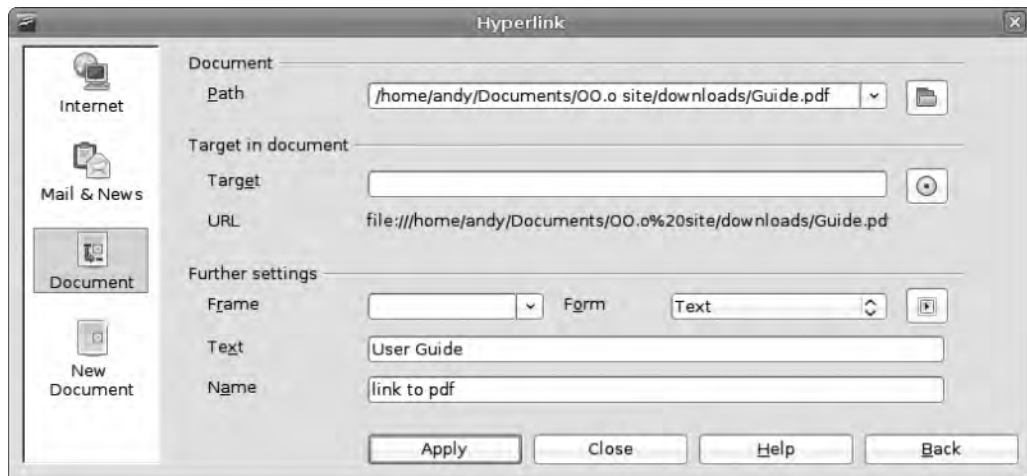 Hyperlink
Internet
Mail & News
Document
New
Document
Document
Path
/home/andy/Documents/OO.o site/downloads/Guide.pdf
Target in document
Target
URL
file:///home/andy/Documents/OO.o%20site/downloads/Guide.pd
Further settings
Frame
Form
Text
Text
User Guide
Name
link to pdf
Apply
Close
Help
Back